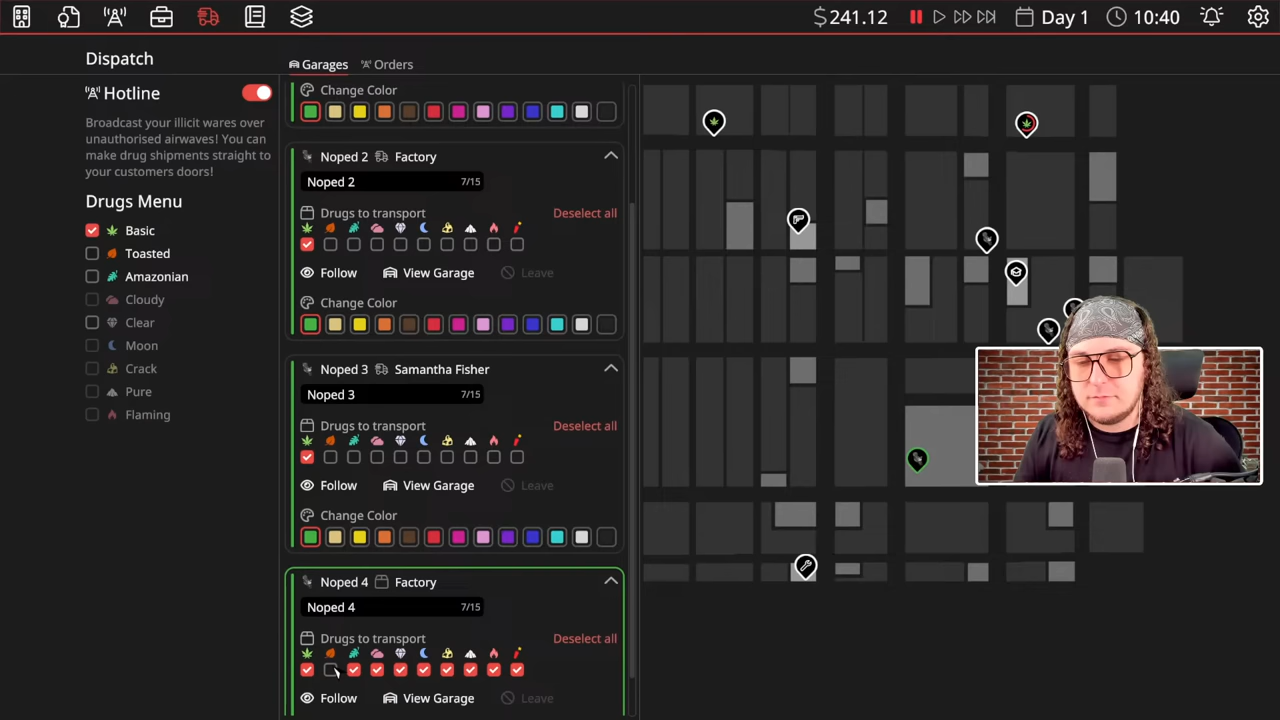 $241.12
Day 1
10:40
Dispatch
Garages
Orders
Hotline
Broadcast your illicit wares over
unauthorised airwaves! You can
make drug shipments straight to
your customers doors!
Drugs Menu
Basic
Toasted
Amazonian
Cloudy
Clear
Moon
Crack
Pure
Flaming
Change Color
Noped 2 Factory
Noped 2 7/15
Drugs to transport Deselect all
Follow View Garage Leave
Change Color
Noped 3 Samantha Fisher
Noped 3 7/15
Drugs to transport Deselect all
Follow View Garage Leave
Change Color
Noped 4 Factory
Noped 4 7/15
Drugs to transport Deselect all
Follow View Garage Leave